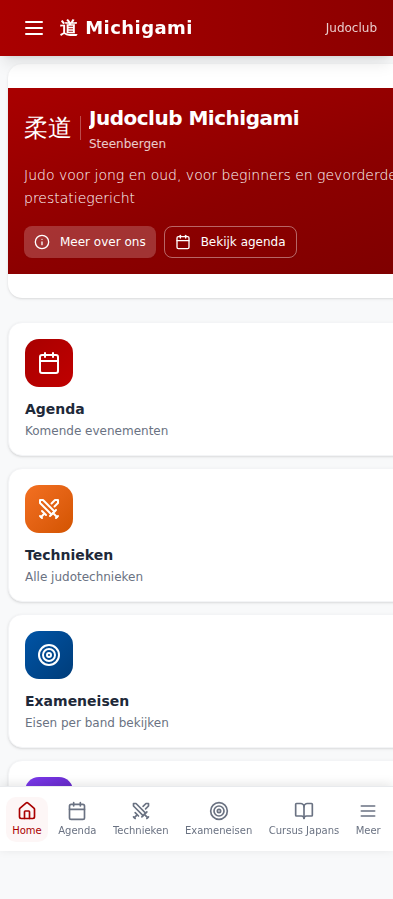 道 Michigami
Judoclub
柔道
Judoclub Michigami
Steenbergen
Judo voor jong en oud, voor beginners en gevorderde
prestatiegericht
Meer over ons
Bekijk agenda
Agenda
Komende evenementen
Technieken
Alle judotechnieken
Exameneisen
Eisen per band bekijken
Home Agenda Technieken Exameneisen Cursus Japans Meer